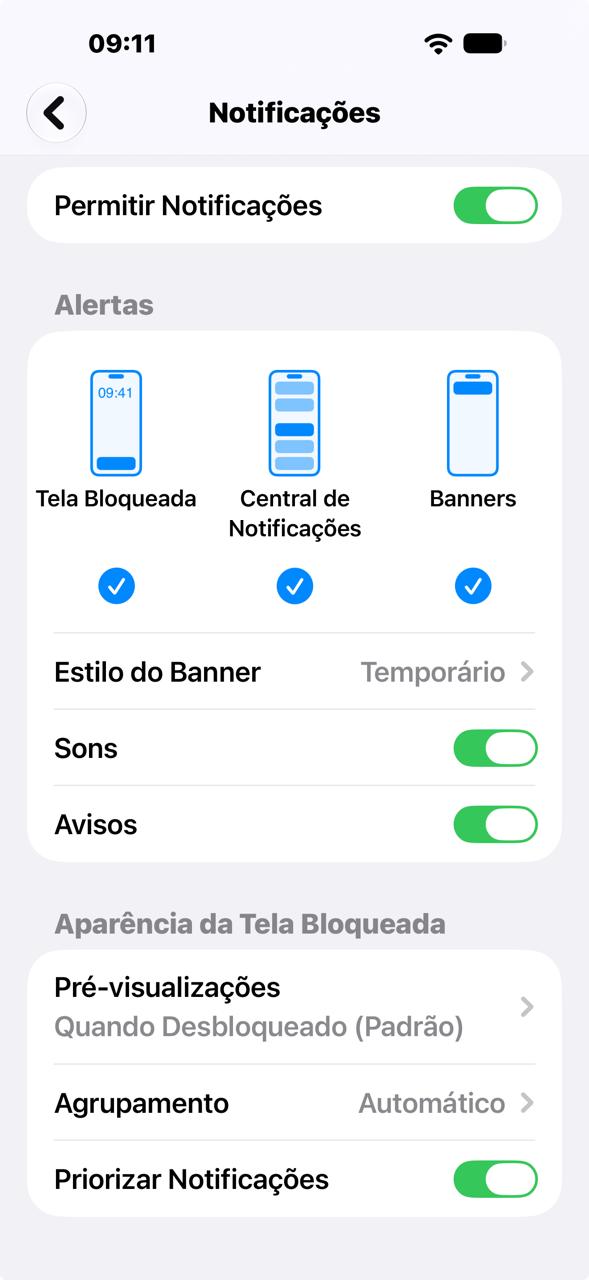 09:11
Notificações
Permitir Notificações
Alertas
09:41
Tela Bloqueada
Central de
Notificações
Banners
Estilo do Banner Temporário
Sons
Avisos
Aparência da Tela Bloqueada
Pré-visualizações
Quando Desbloqueado (Padrão)
Agrupamento Automático
Priorizar Notificações